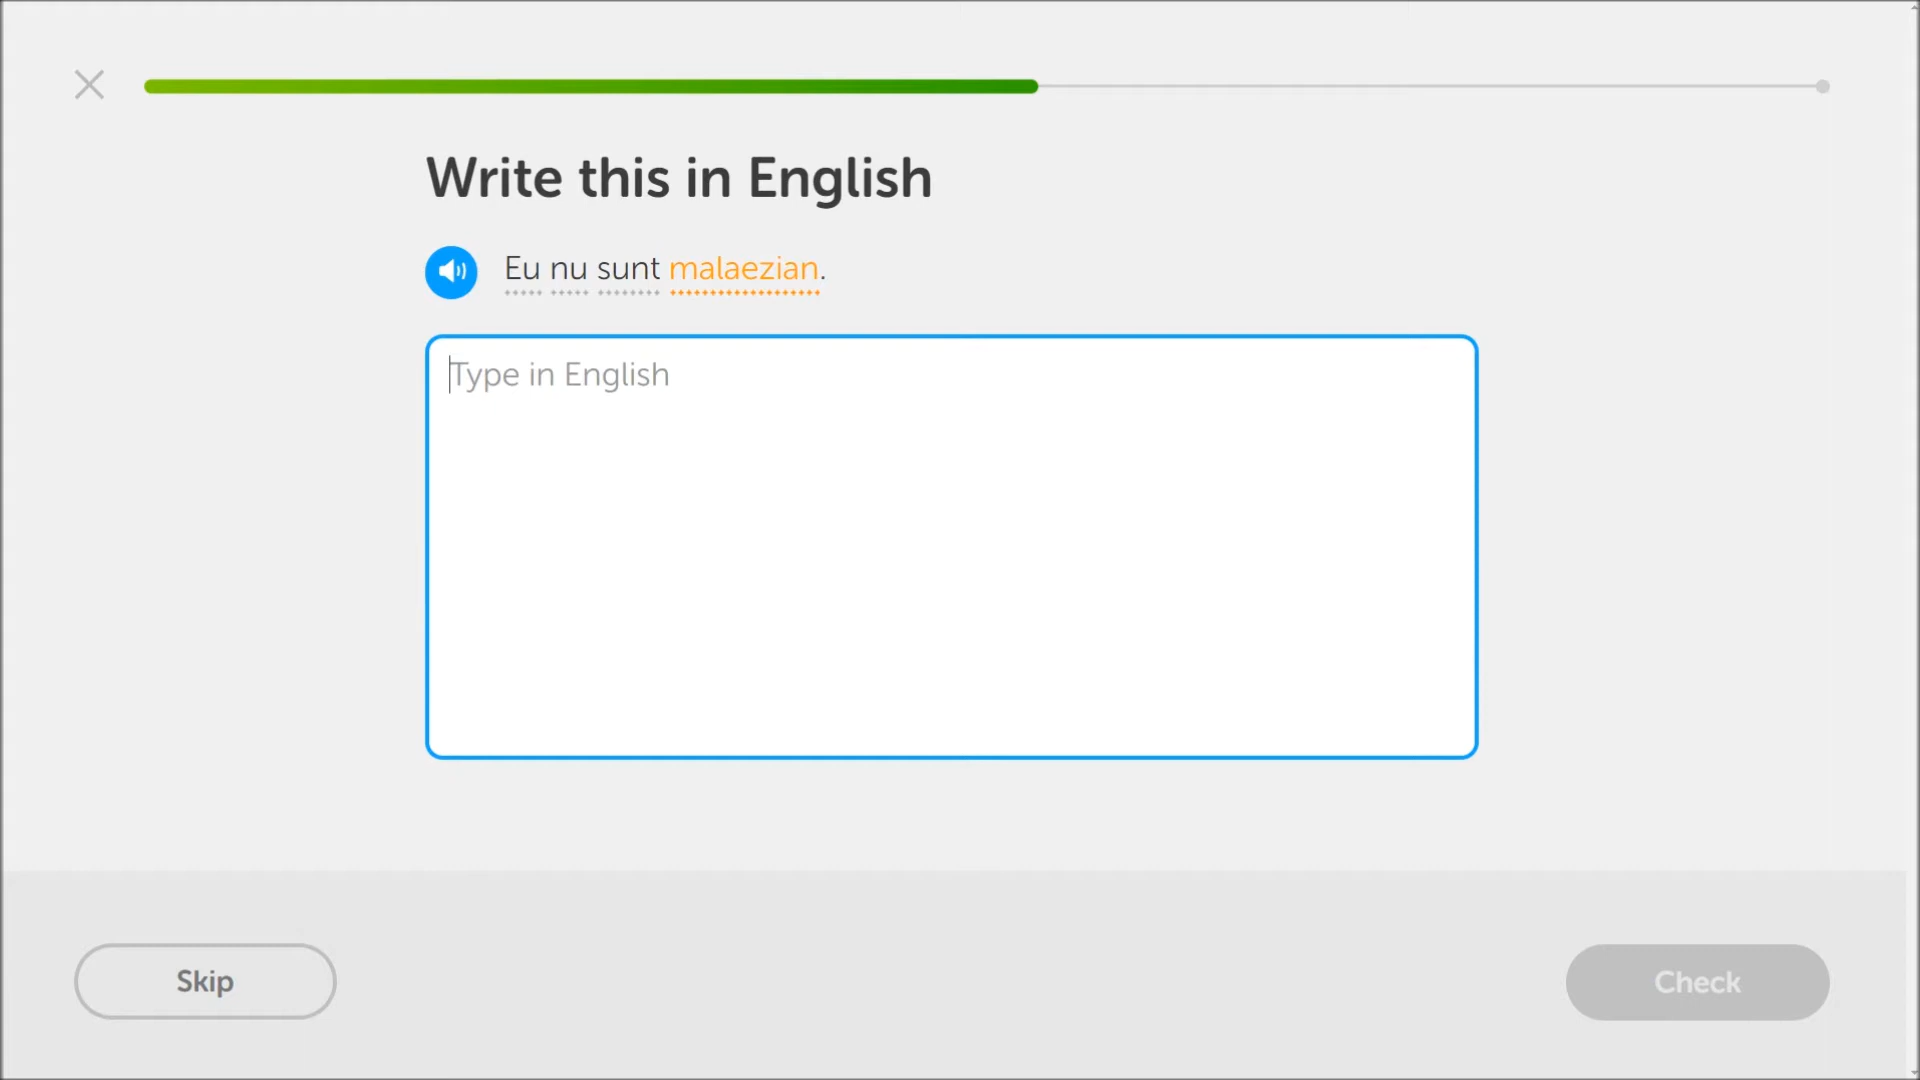 Write this in English
Eu nu sunt malaezian.
Type in English
Skip
Check